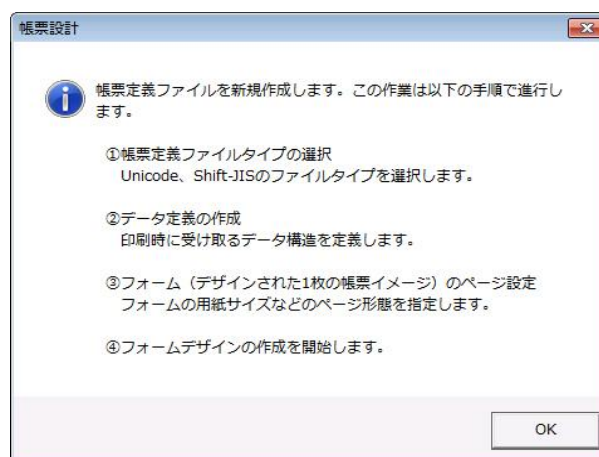 帳票設計
帳票定義ファイルを新規作成します。この作業は以下の手順で進行し
ます。
①帳票定義ファイルタイプの選択
Unicode、Shift-JISのファイルタイプを選択します。
②データ定義の作成
印刷時に受け取るデータ構造を定義します。
③フォーム（デザインされた1枚の帳票イメージ）のページ設定
フォームの用紙サイズなどのページ形態を指定します。
④フォームデザインの作成を開始します。
OK